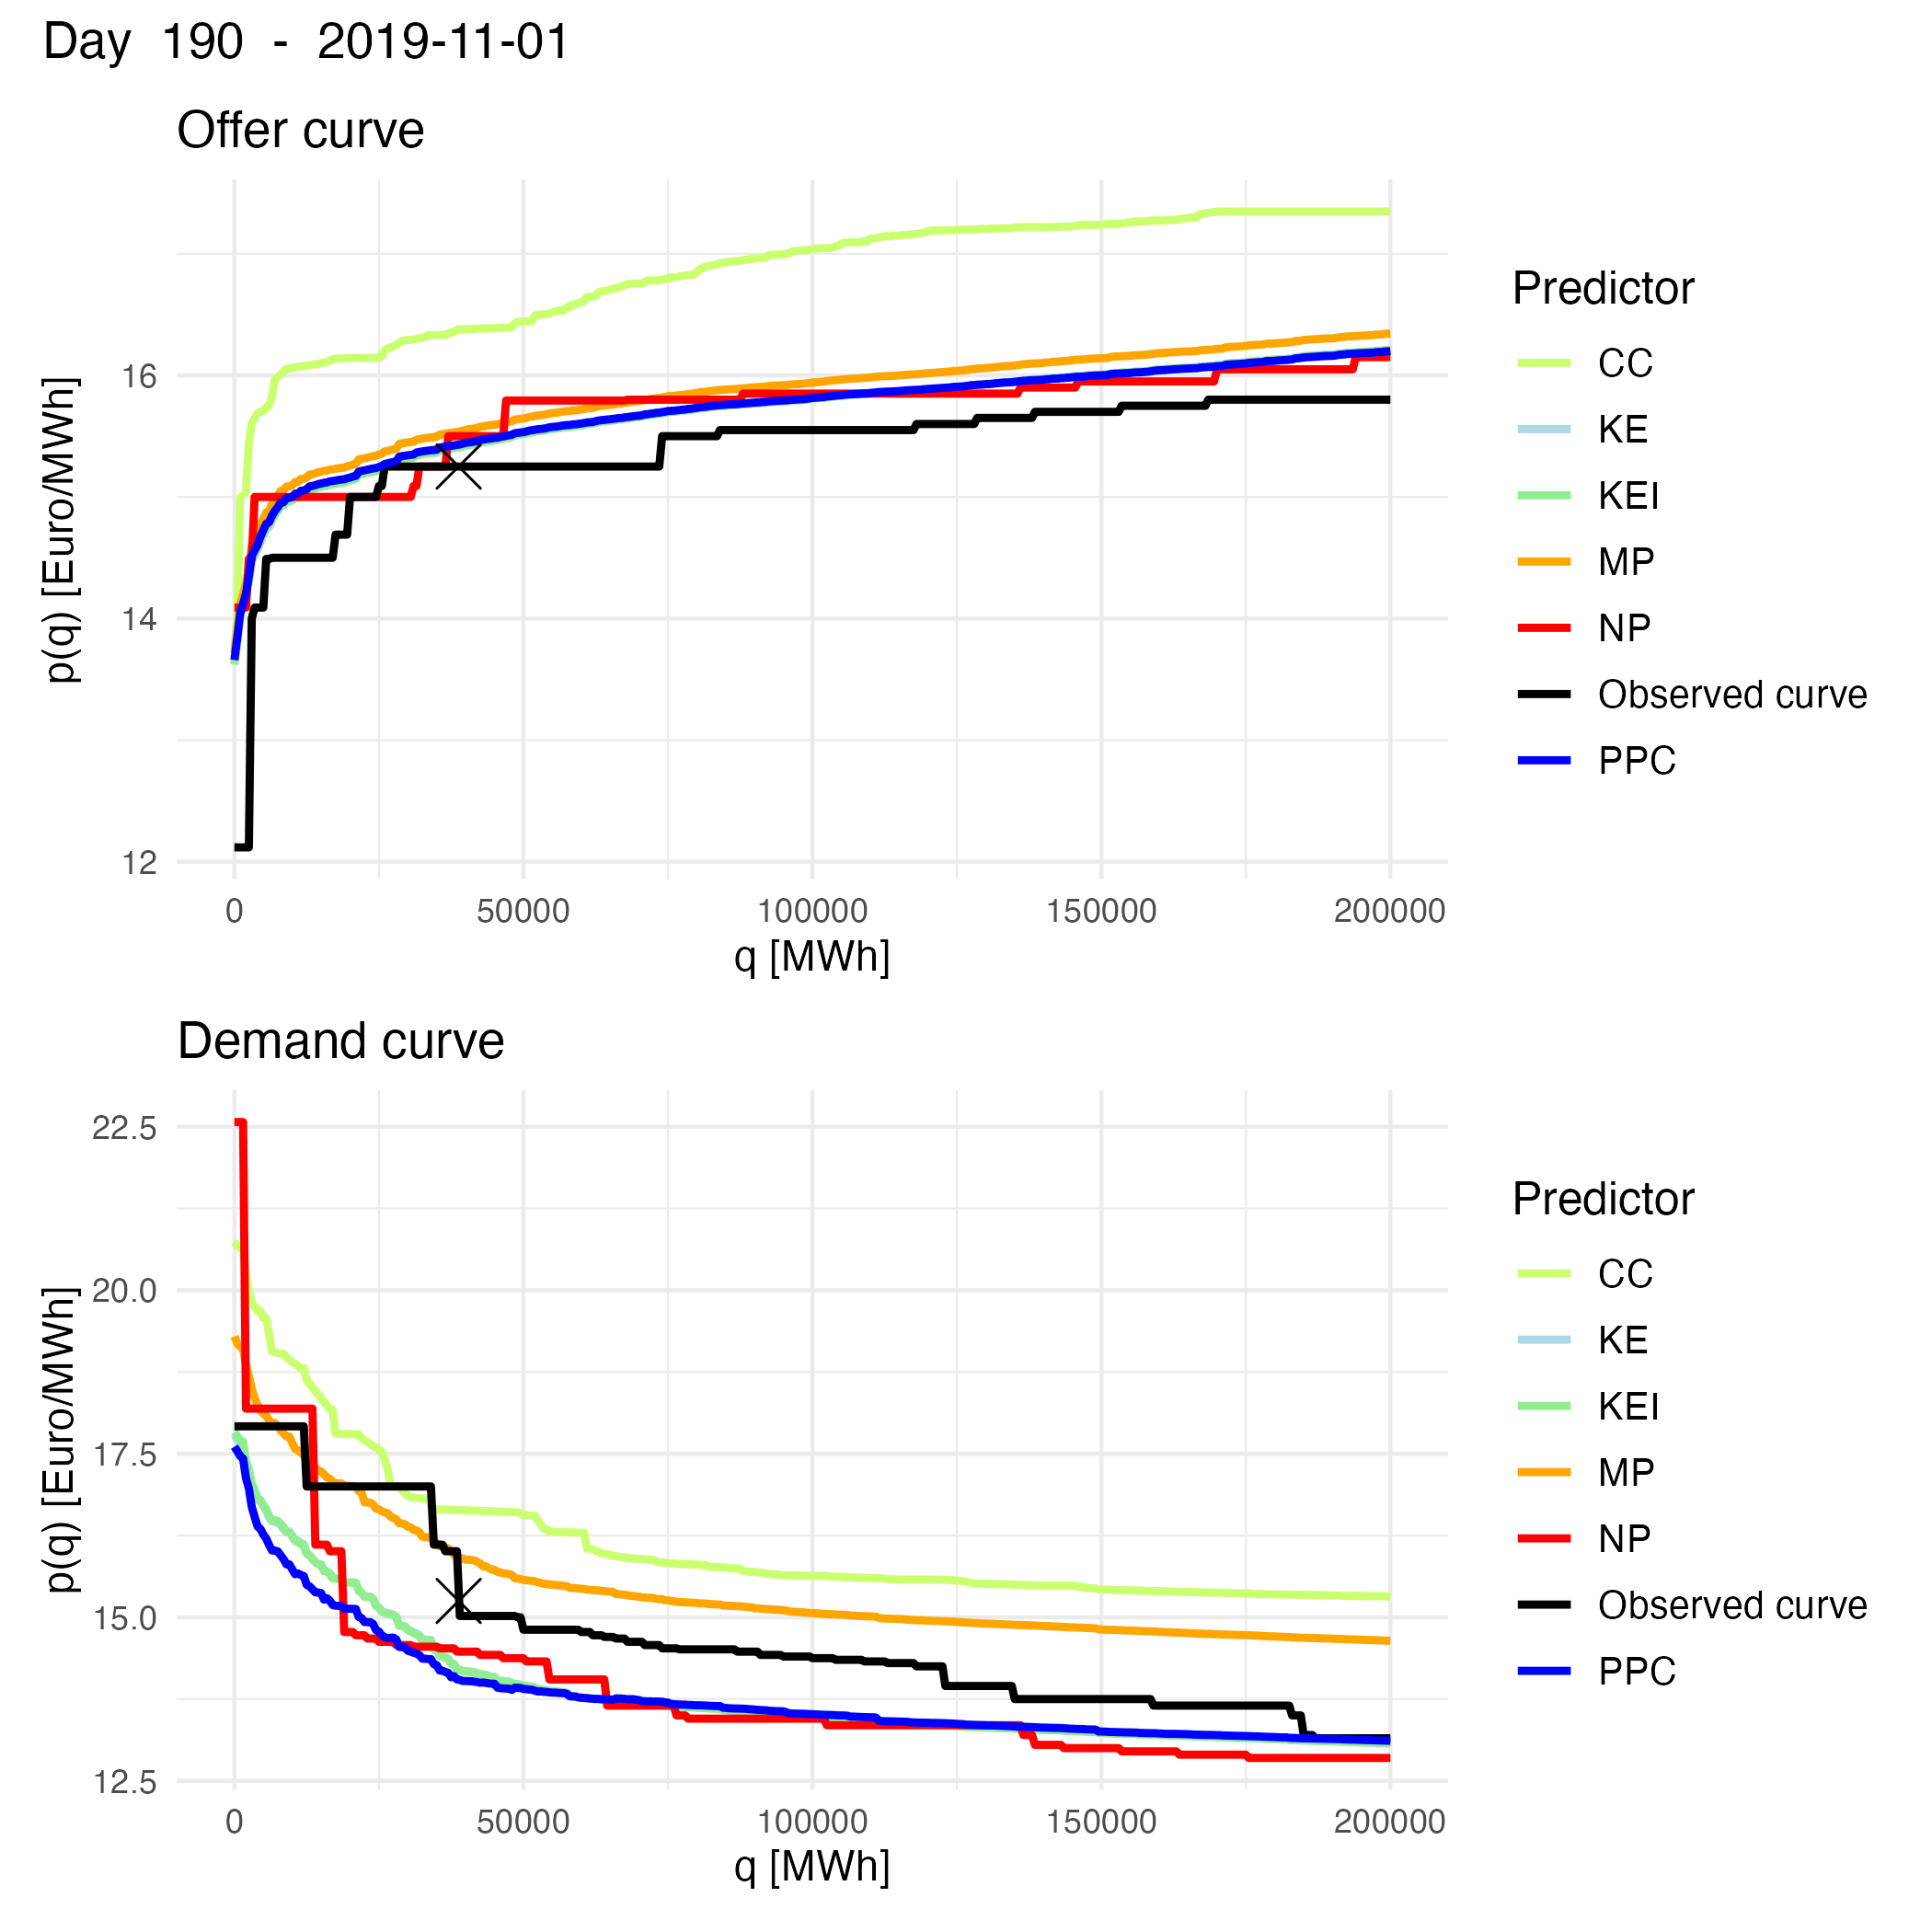 Day 190 - 2019-11-01
Offer curve
p(q) [Euro/MWh]
16
14
12
0 50000 100000 150000 200000
q [MWh]
Predictor
CC
KE
KEI
MP
NP
Observed curve
PPC
Demand curve
p(q) [Euro/MWh]
22.5
20.0
17.5
15.0
12.5
0 50000 100000 150000 200000
q [MWh]
Predictor
CC
KE
KEI
MP
NP
Observed curve
PPC